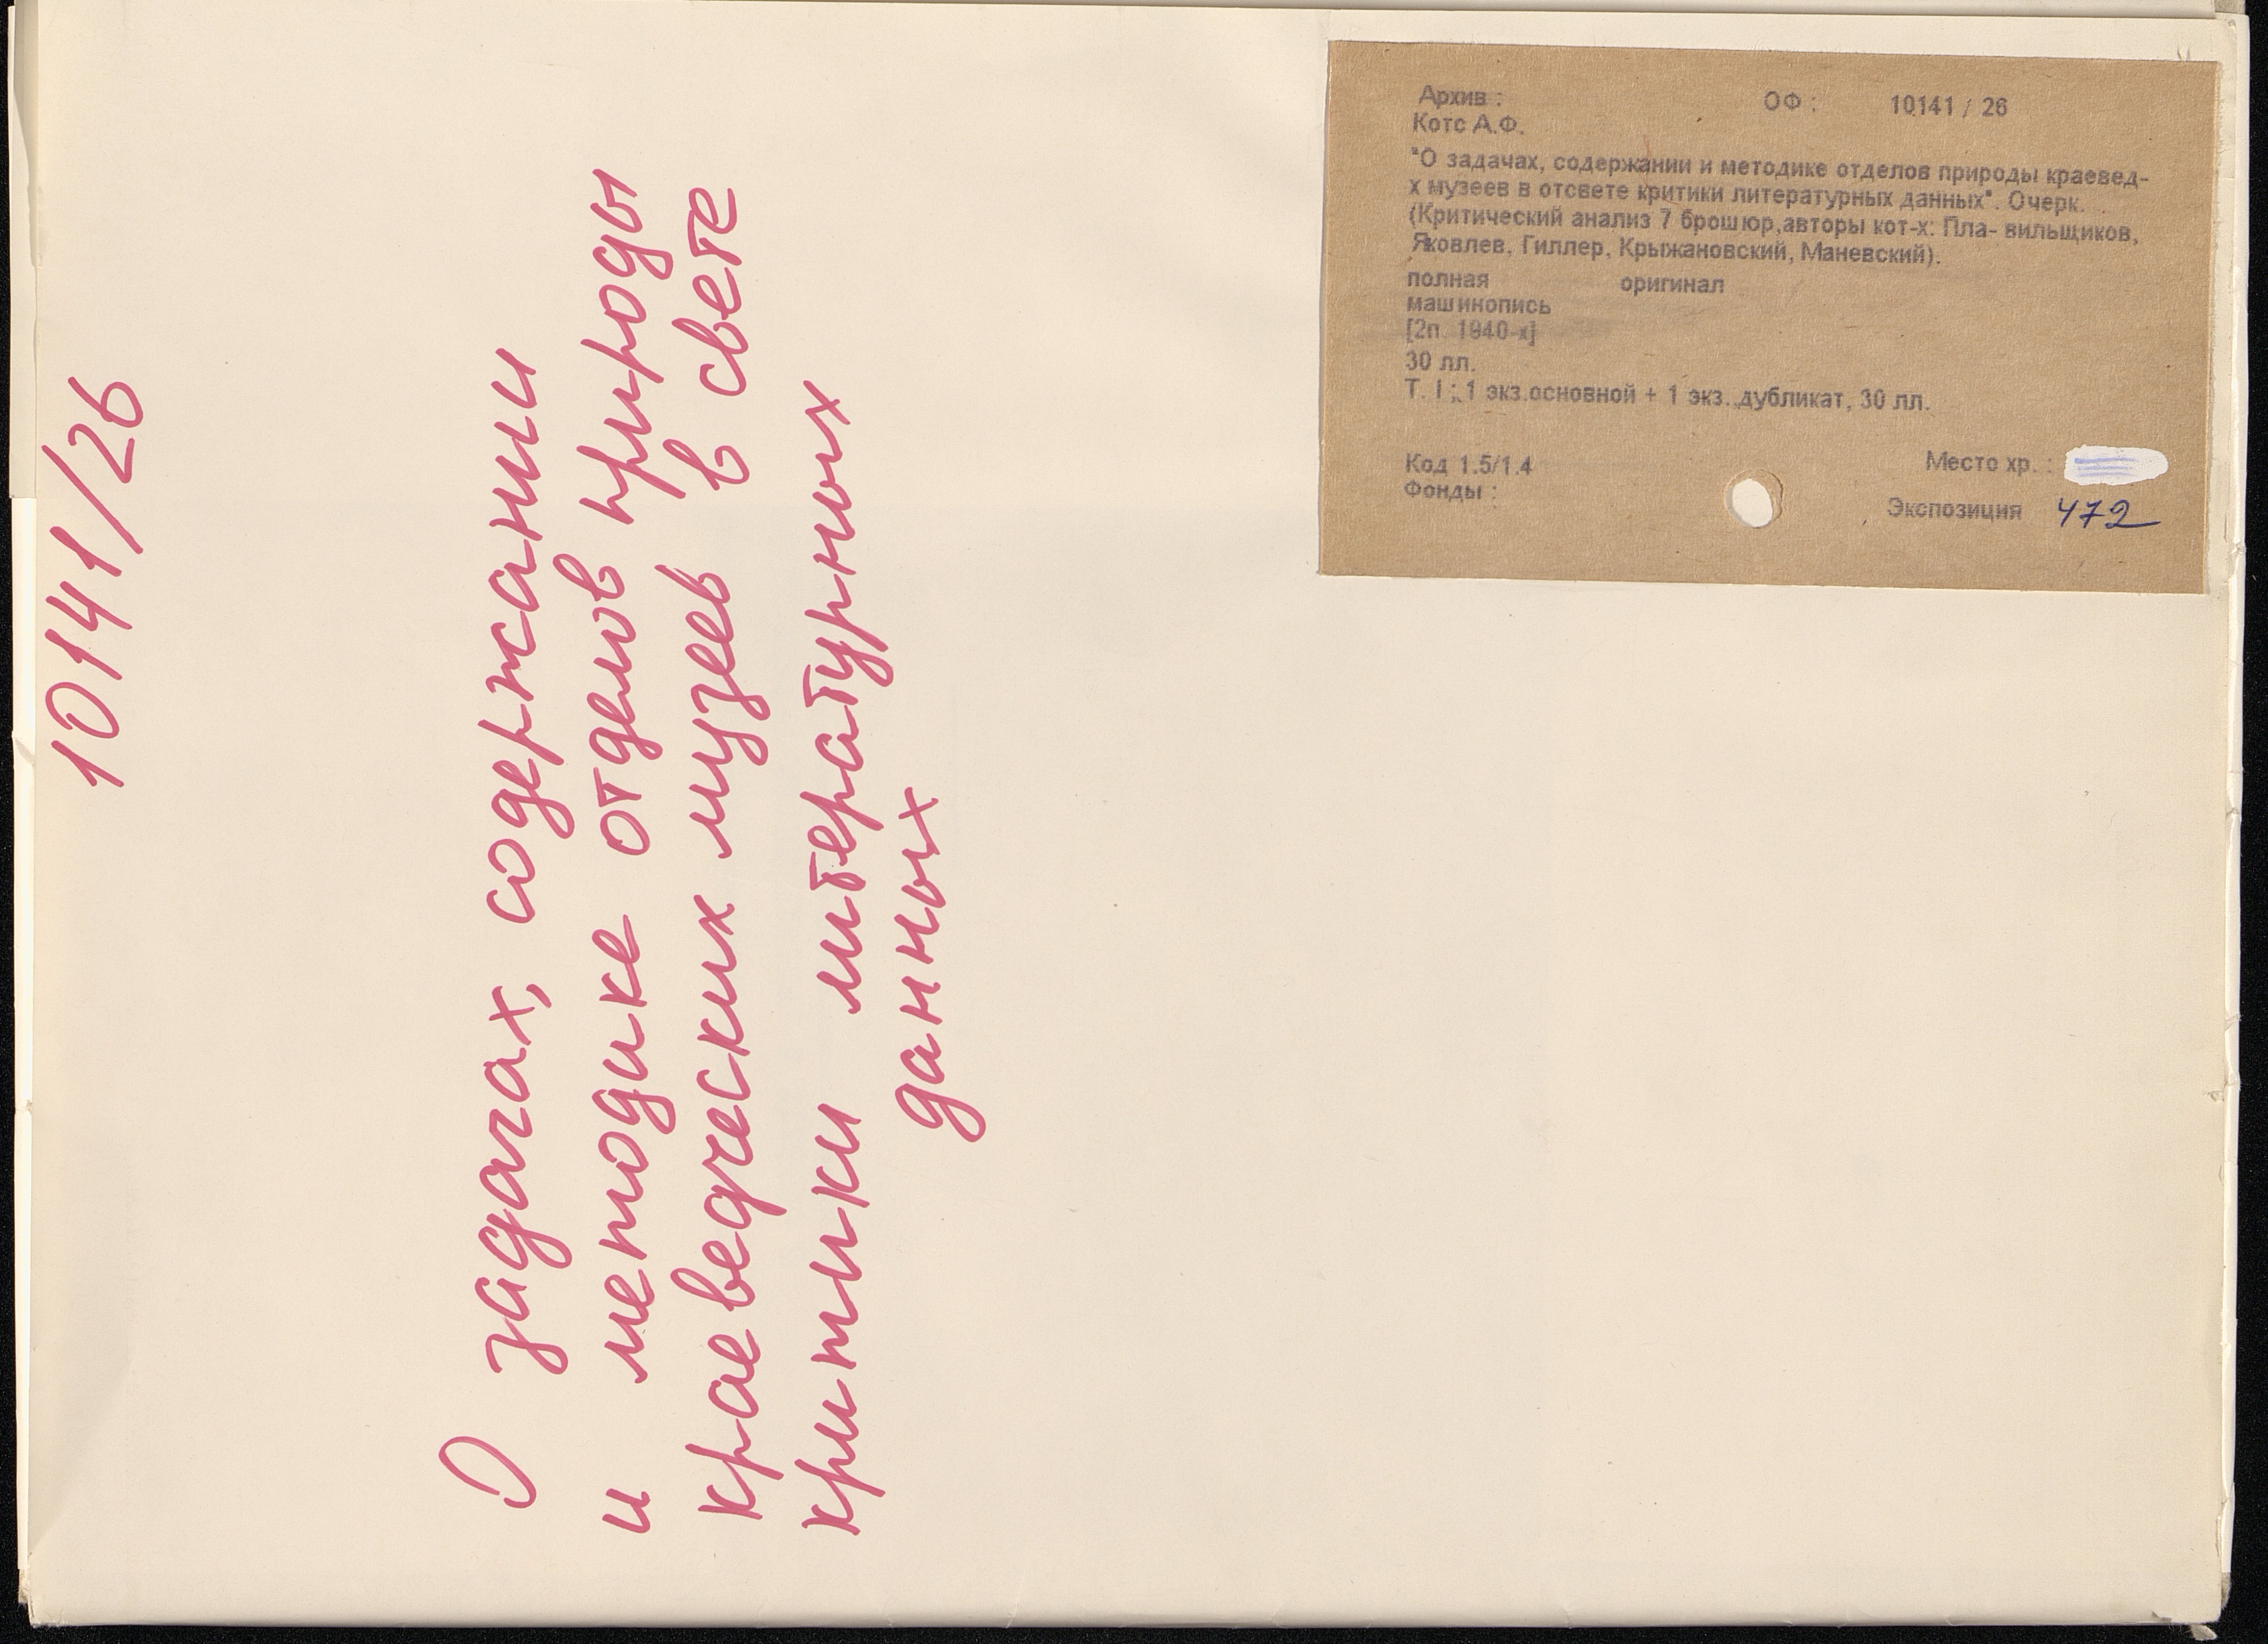 10141/26
О задачах, содержании
и методике отделов природы
краеведческих музеев в свете
критики литературных
данных
Архив : ОФ : 10141 / 26
Котс А.Ф.
"О задачах, содержании и методике отделов природы краевед-
х музеев в отсвете критики литературных данных". Очерк.
(Критический анализ 7 брошюр,авторы кот-х: Пла- вильщиков,
Яковлев, Гиллер, Крыжановский, Маневский).
полная оригинал
машинопись
[2п. 1940-х]
30 лл.
Т. I ; 1 экз.основной + 1 экз. дубликат, 30 лл.
Код 1.5/1.4 Место хр. :
Фонды :
Экспозиция 472